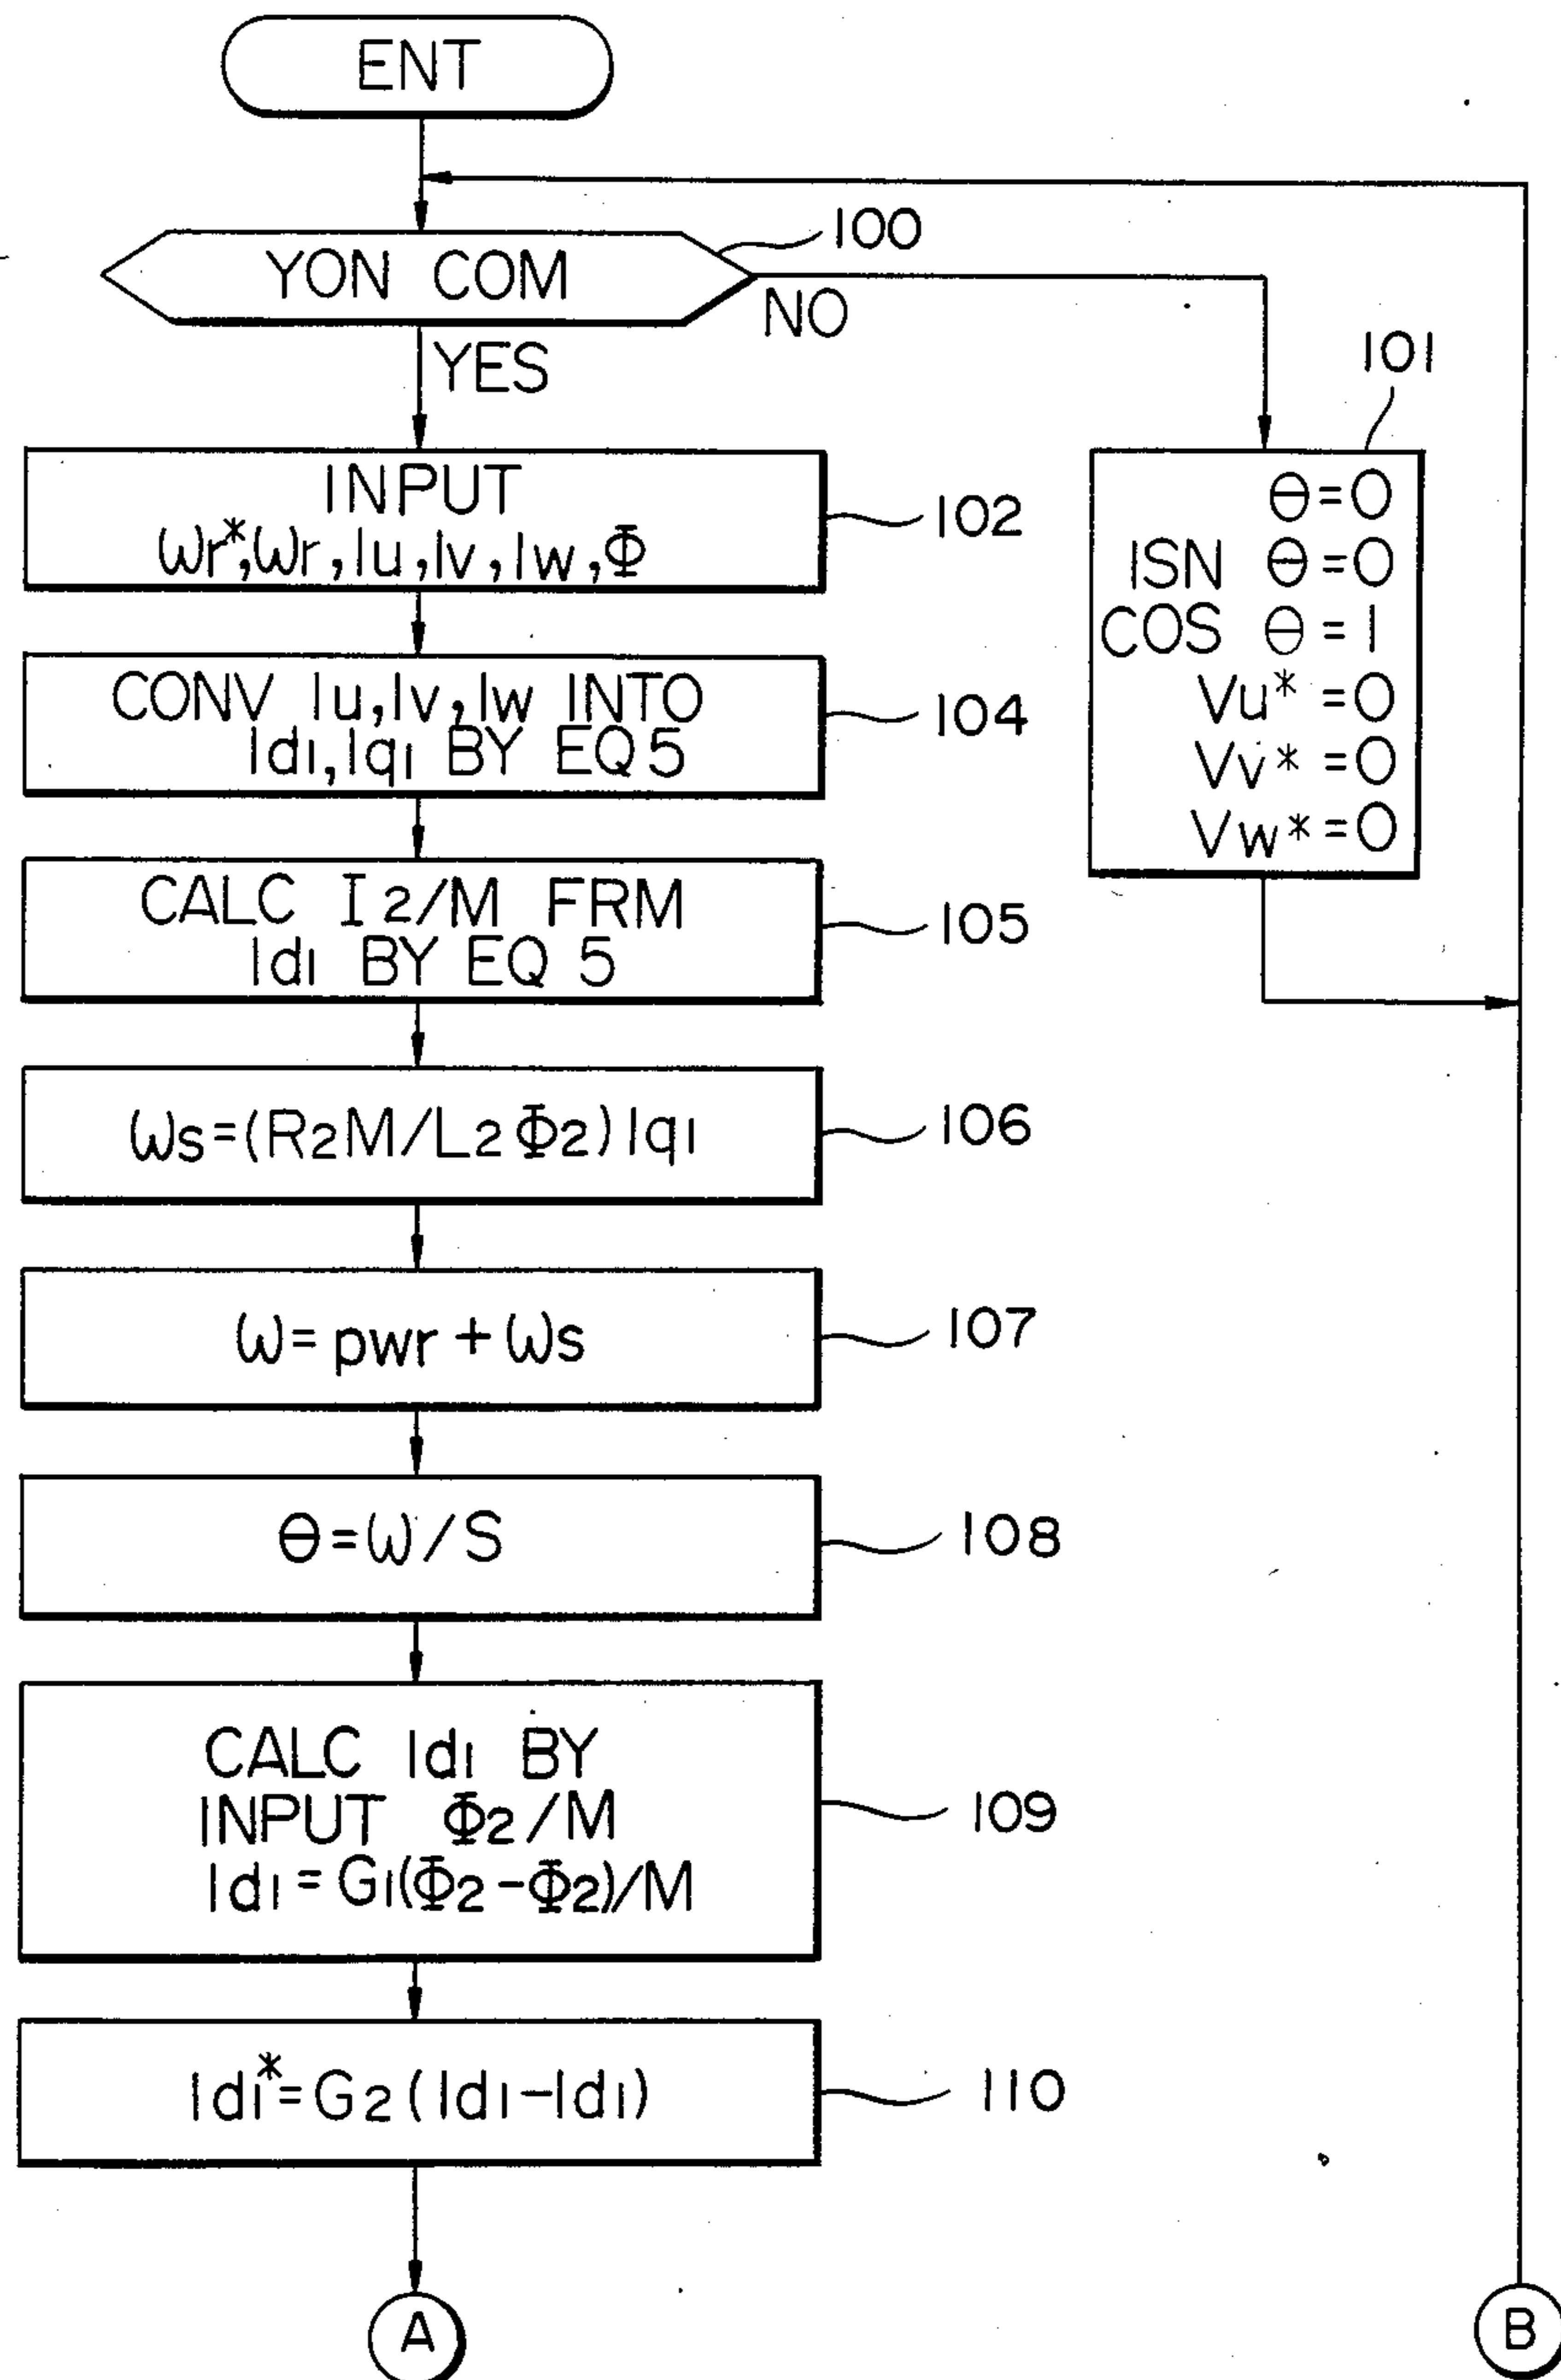 ENT
100
YON COM
NO
YES
101
INPUT
ωr*,ωr,Iu,Iv,Iw,Φ
102
θ=0
ISN θ=0
COS θ=1
Vu*=0
Vv*=0
Vw*=0
CONV Iu,Iv,Iw INTO
Id1,Iq1 BY EQ5
104
CALC I2/M FRM
Id1 BY EQ 5
105
ωs=(R2M/L2Φ2)Iq1
106
ω=pwr+ωs
107
θ=ω/S
108
CALC Id1 BY
INPUT Φ2/M
Id1=G1(Φ2-Φ2)/M
109
Id1*=G2(Id1-Id1)
110
A
B